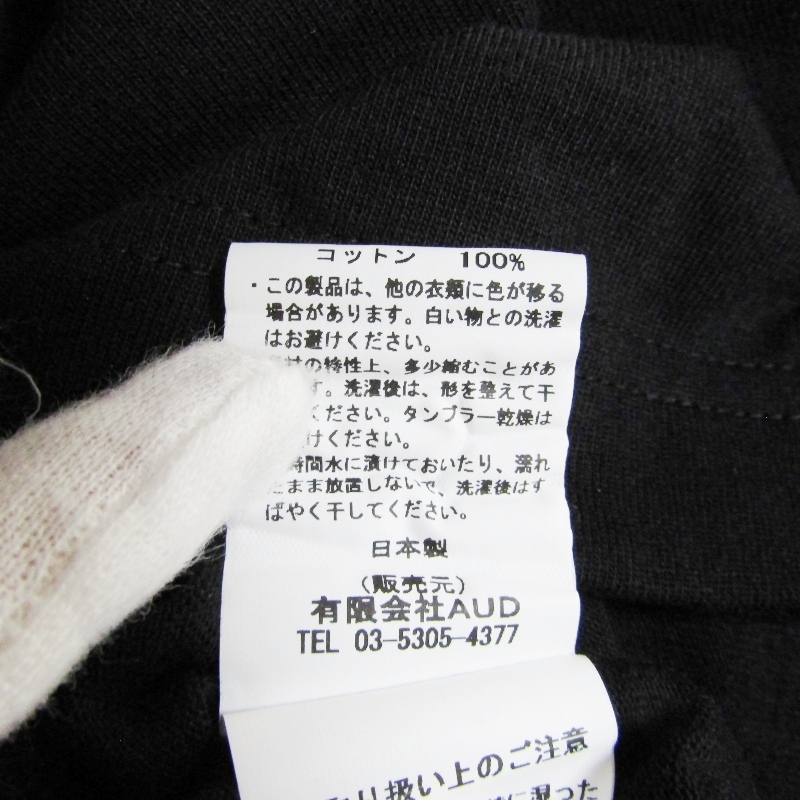 コットン 100%
・この製品は、他の衣類に色が移る
場合があります。白い物との洗濯
はお避けください。
の特性上、多少縮むことがあ
す。洗濯後は、形を整えて干
ください。タンブラー乾燥は
けください。
時間水に漬けておいたり、濡れ
たまま放置しないで、洗濯後はす
ばやく干してください。
日本製
(販売元)
有限会社AUD
TEL 03-5305-4377
り扱い上のご注意
に湿った